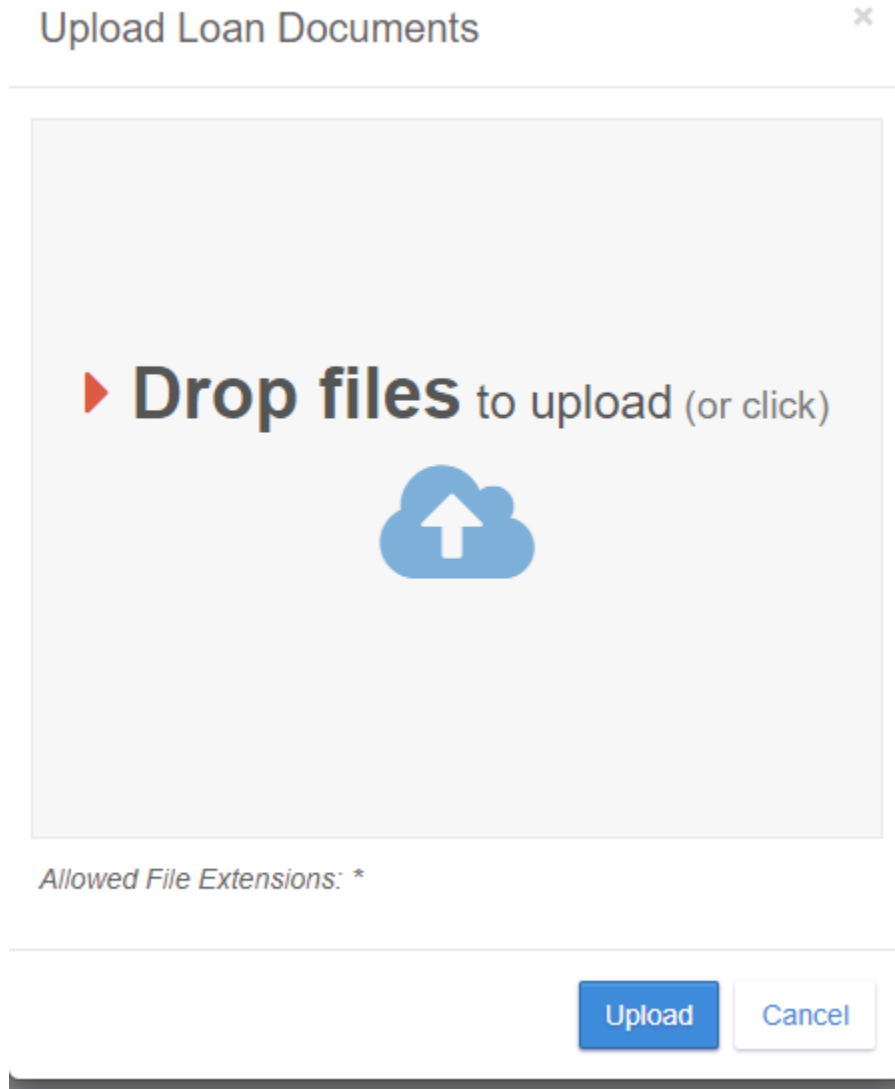 Upload Loan Documents
×
Drop files to upload (or click)
Allowed File Extensions: *
Upload
Cancel